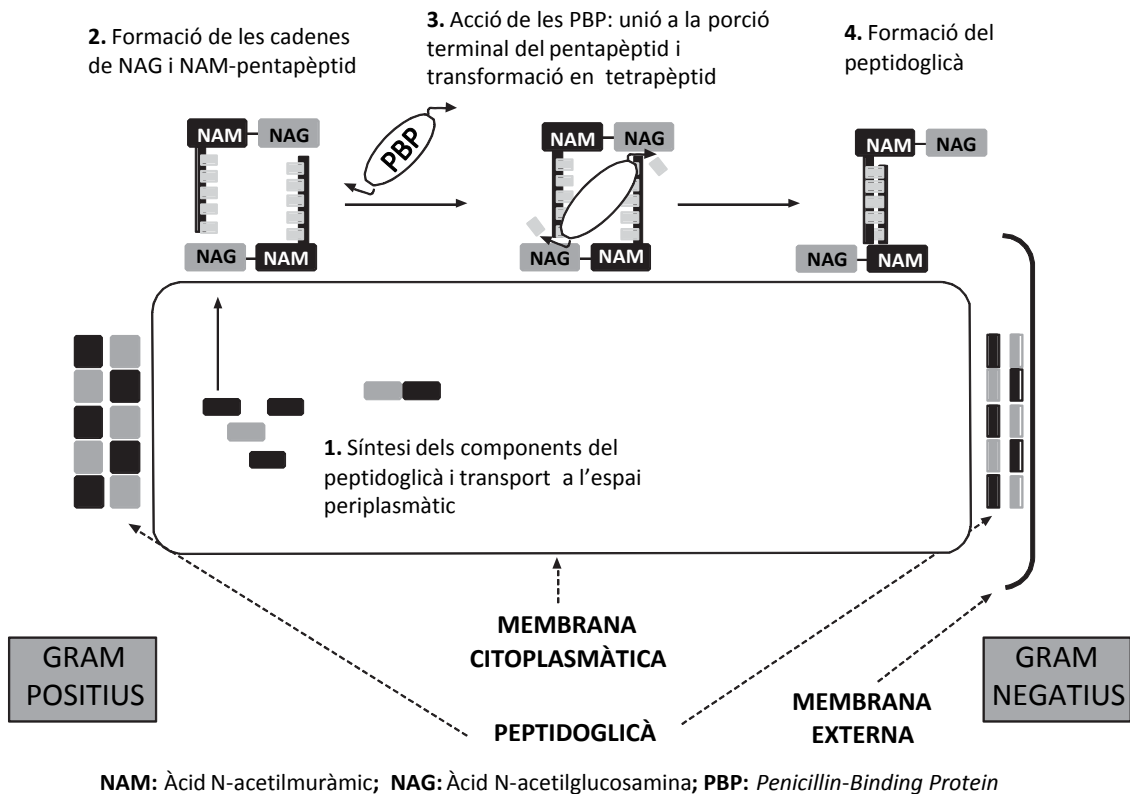 2. Formació de les cadenes
de NAG i NAM-pentapèptid
3. Acció de les PBP: unió a la porció
terminal del pentapèptid i
transformació en tetrapèptid
4. Formació del
peptidoglicà
NAM
NAG
NAG
NAM
PBP
NAM
NAG
NAG
NAM
NAM
NAG
NAG
NAM
1. Síntesi dels components del
peptidoglicà i transport a l'espai
periplasmàtic
MEMBRANA
CITOPLASMÀTICA
GRAM
POSITIUS
GRAM
NEGATIUS
MEMBRANA
EXTERNA
PEPTIDOGLICÀ
NAM: Àcid N-acetilmuràmic; NAG: Àcid N-acetilglucosamina; PBP: Penicillin-Binding Protein